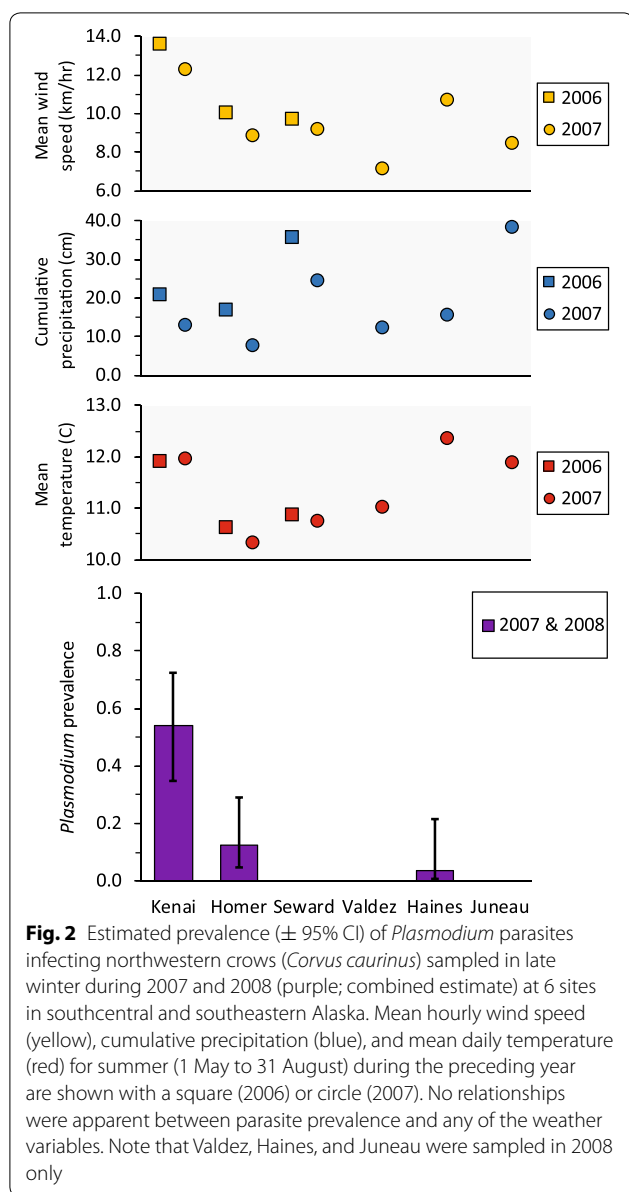 14.0
12.0
10.0
8.0
6.0
Mean wind
speed (km/hr)
2006
2007
40.0
30.0
20.0
10.0
0.0
Cumulative
precipitation (cm)
2006
2007
13.0
12.0
11.0
10.0
Mean
temperature (C)
2006
2007
1.0
0.8
0.6
0.4
0.2
0.0
Plasmodium prevalence
2007 & 2008
Kenai Homer Seward Valdez Haines Juneau
Fig. 2 Estimated prevalence (± 95% CI) of Plasmodium parasites
infecting northwestern crows (Corvus caurinus) sampled in late
winter during 2007 and 2008 (purple; combined estimate) at 6 sites
in southcentral and southeastern Alaska. Mean hourly wind speed
(yellow), cumulative precipitation (blue), and mean daily temperature
(red) for summer (1 May to 31 August) during the preceding year
are shown with a square (2006) or circle (2007). No relationships
were apparent between parasite prevalence and any of the weather
variables. Note that Valdez, Haines, and Juneau were sampled in 2008
only